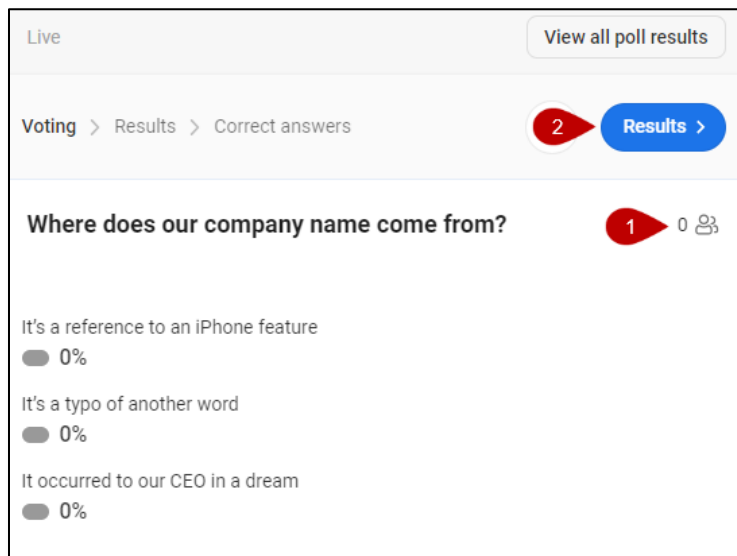 Live View all poll results
Voting > Results > Correct answers 2 Results >
Where does our company name come from? 1 0
It's a reference to an iPhone feature
0%
It's a typo of another word
0%
It occurred to our CEO in a dream
0%